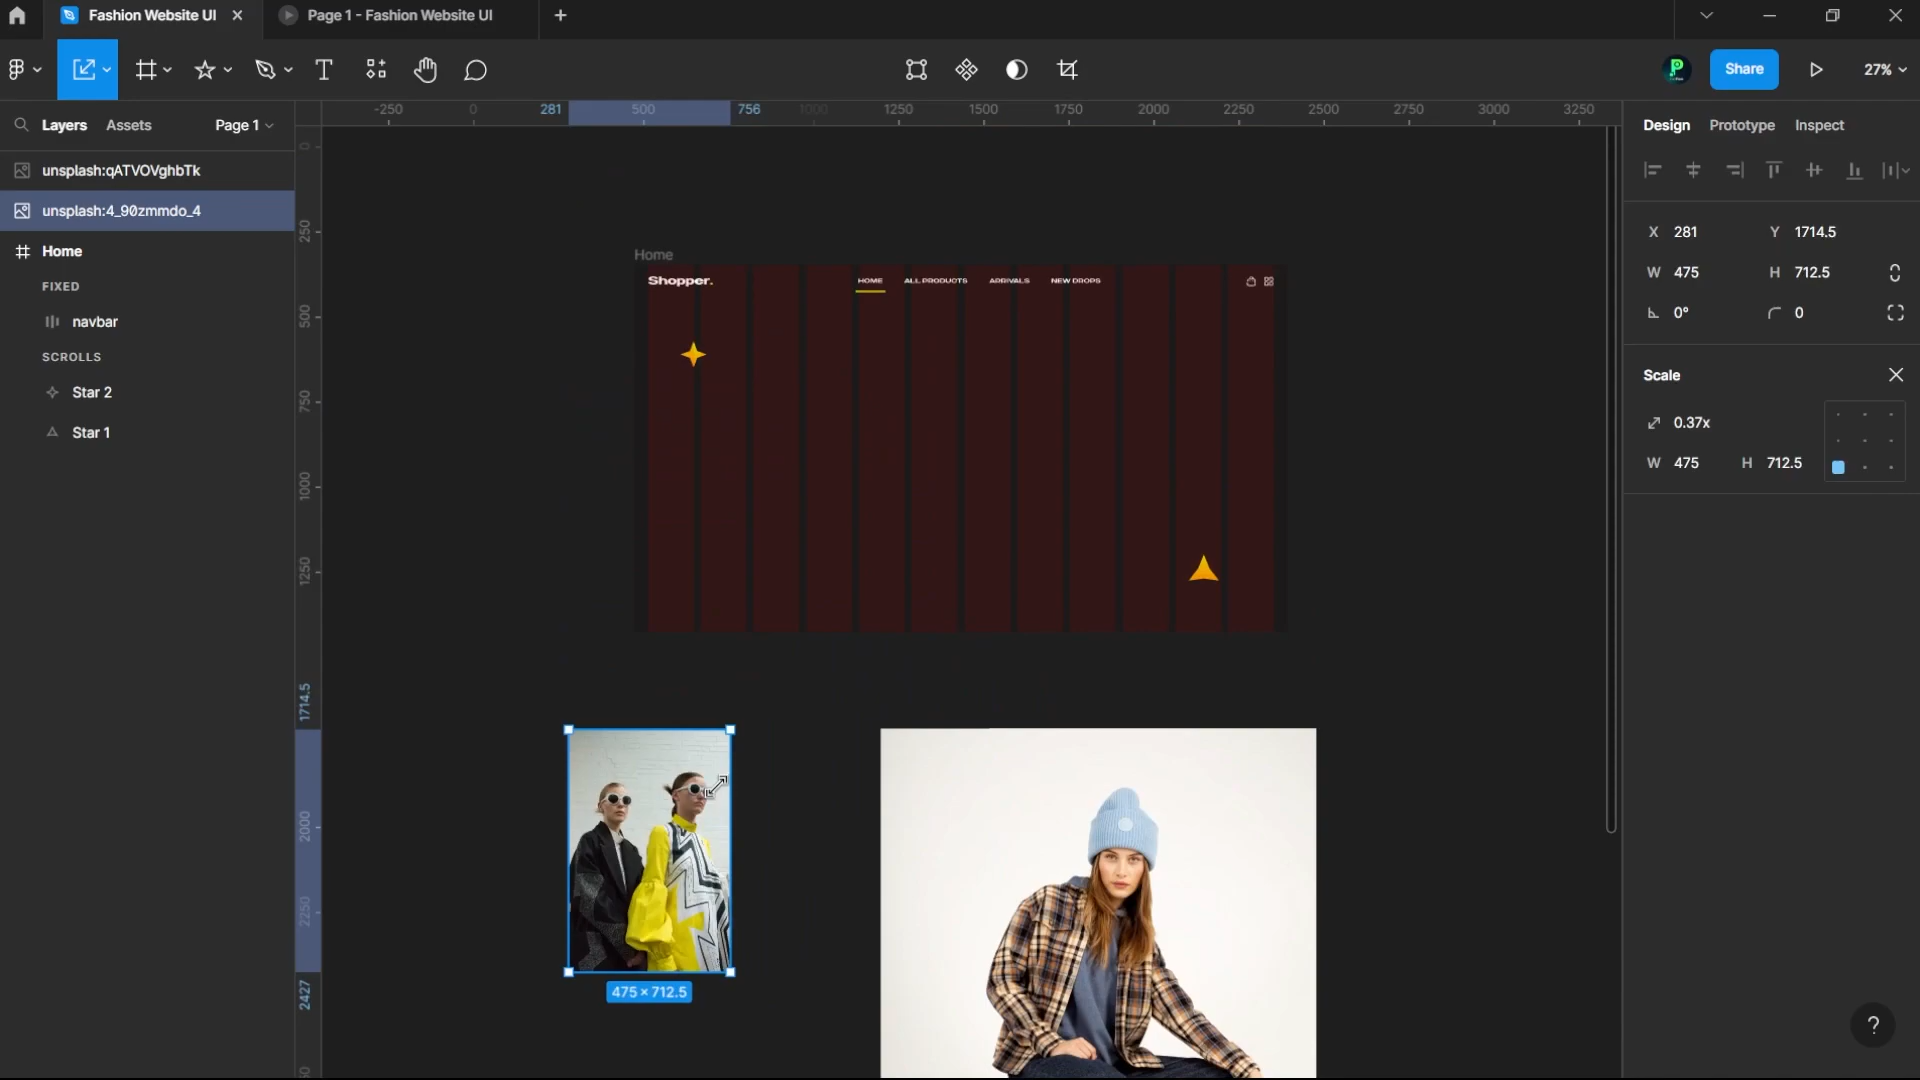 Fashion Website UI
Page 1 - Fashion Website UI
Share
27%
Layers
Assets
Page 1
-250
0
281
500
756
1000
1250
1500
1750
2000
2250
2500
2750
3000
3250
Design
Prototype
Inspect
unsplash:qATVOVghbTk
unsplash:4_90zmmdo_4
Home
FIXED
navbar
SCROLLS
Star 2
Star 1
0
250
500
750
1000
1250
1714.5
2000
2250
2427
Home
Shopper.
HOME
ALL PRODUCTS
ARRIVALS
NEW DROPS
475 × 712.5
X 281
Y 1714.5
W 475
H 712.5
0°
0
Scale
0.37x
W 475
H 712.5
?